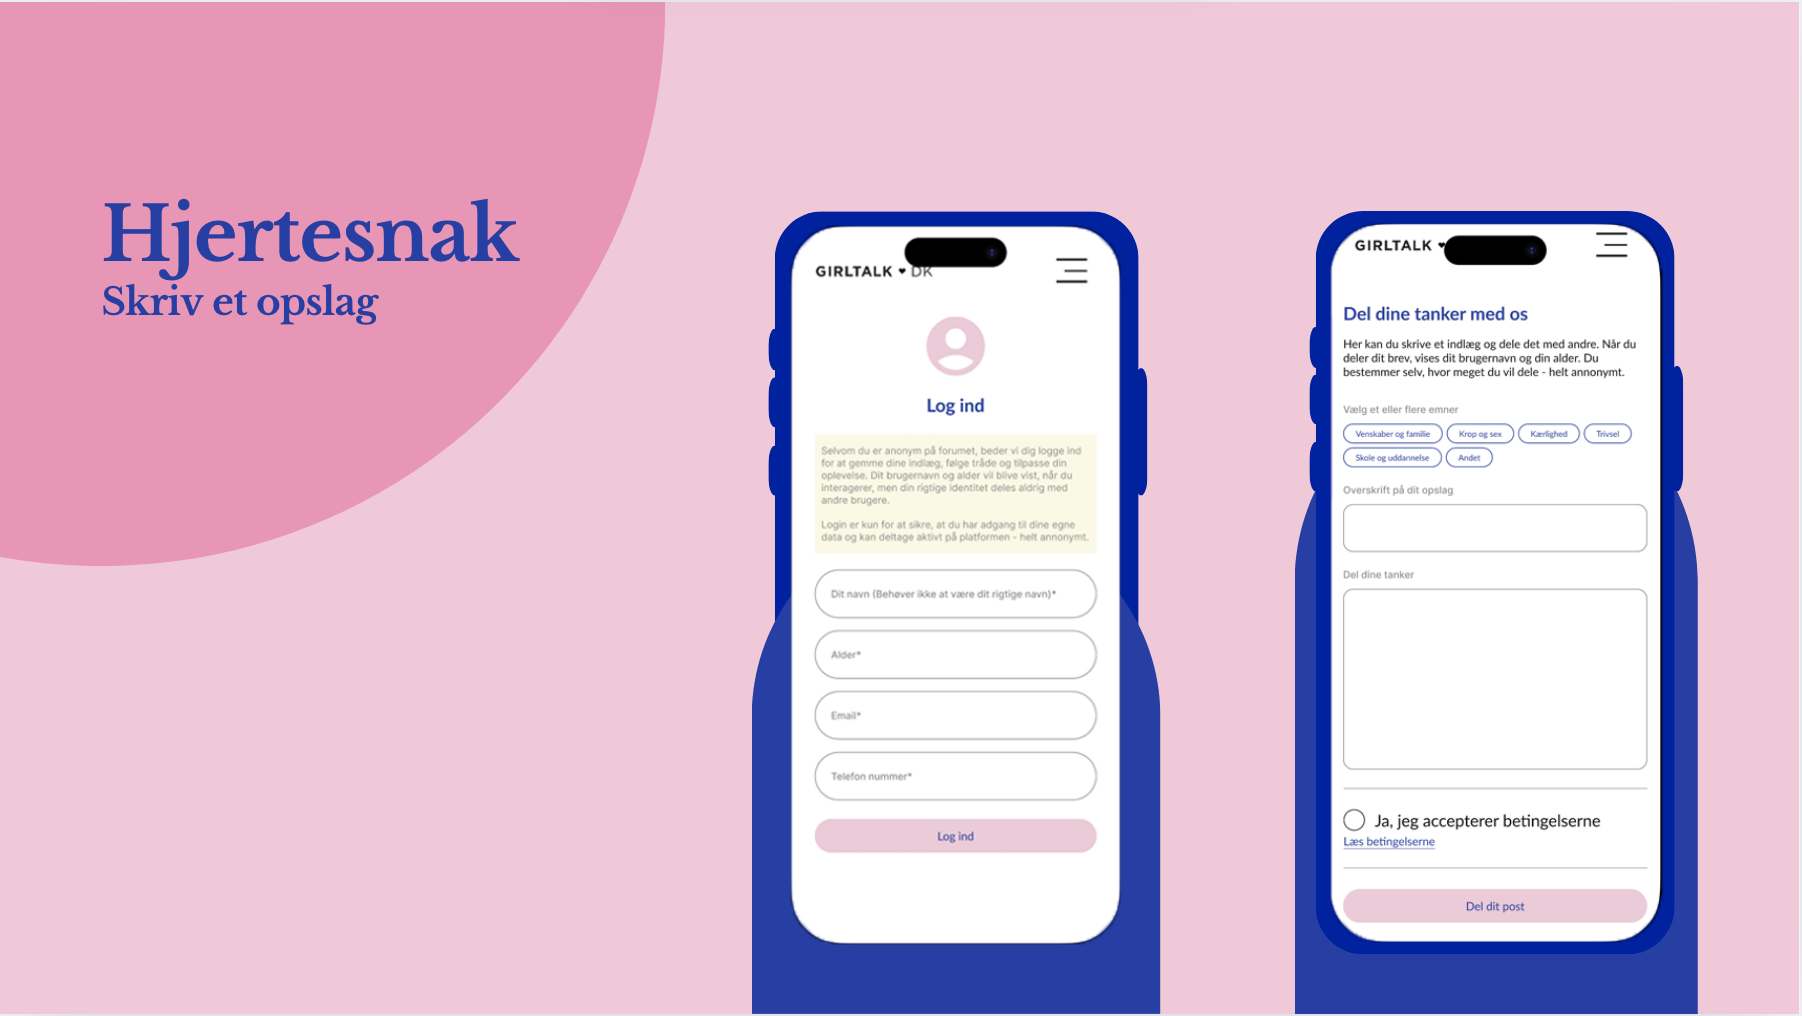 Hjertesnak
Skriv et opslag
GIRLTALK ♥ DK
Log ind
Selvom du er anonym på forumet, beder vi dig logge ind
for at gemme dine indlæg, følge tråde og tilpasse din
oplevelse. Dit brugernavn og alder vil blive vist, når du
interagerer, men din rigtige identitet deles aldrig med
andre brugere.
Login er kun for at sikre, at du har adgang til dine egne
data og kan deltage aktivt på platformen - helt annonymt.
Dit navn (Behøver ikke at være dit rigtige navn)*
Alder*
Email*
Telefon nummer*
Log ind
GIRLTALK ♥
Del dine tanker med os
Her kan du skrive et indlæg og dele det med andre. Når du
deler dit brev, vises dit brugernavn og din alder. Du
bestemmer selv, hvor meget du vil dele - helt annonymt.
Vælg et eller flere emner
Venskaber og familie Krop og sex Kærlighed Trivsel
Skole og uddannelse Andet
Overskrift på dit opslag
Del dine tanker
Ja, jeg accepterer betingelserne
Læs betingelserne
Del dit post